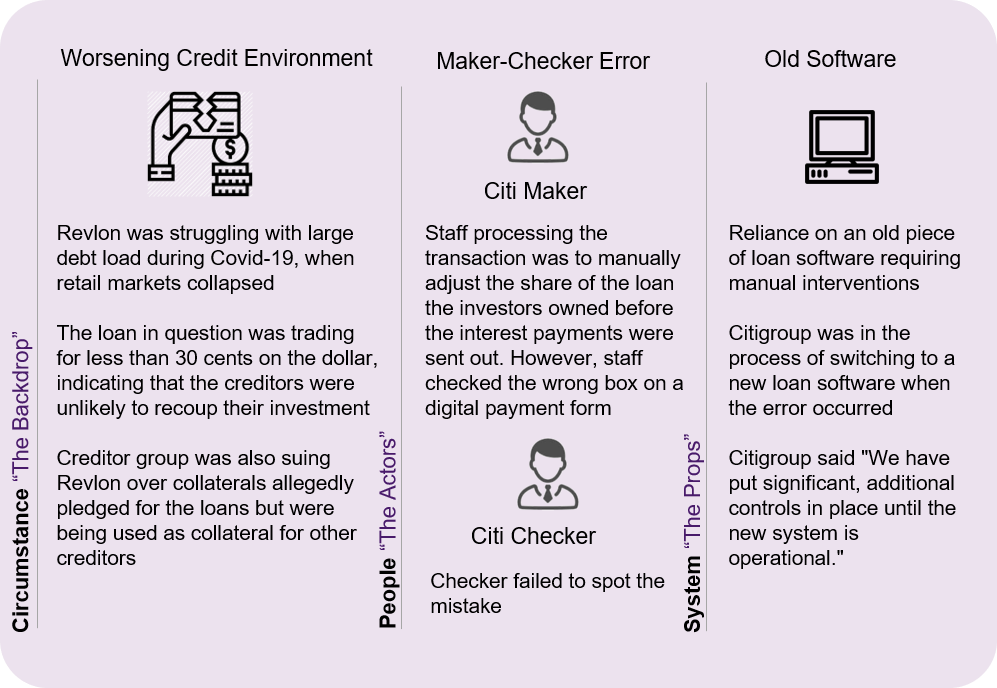 Worsening Credit Environment
Revlon was struggling with large
debt load during Covid-19, when
retail markets collapsed
The loan in question was trading
for less than 30 cents on the dollar,
indicating that the creditors were
unlikely to recoup their investment
Creditor group was also suing
Revlon over collaterals allegedly
pledged for the loans but were
being used as collateral for other
creditors
Circumstance “The Backdrop”
Maker-Checker Error
Citi Maker
Staff processing the
transaction was to manually
adjust the share of the loan
the investors owned before
the interest payments were
sent out. However, staff
checked the wrong box on a
digital payment form
Citi Checker
Checker failed to spot the
mistake
People “The Actors”
Old Software
Reliance on an old piece
of loan software requiring
manual interventions
Citigroup was in the
process of switching to a
new loan software when
the error occurred
Citigroup said "We have
put significant, additional
controls in place until the
new system is
operational."
System “The Props”